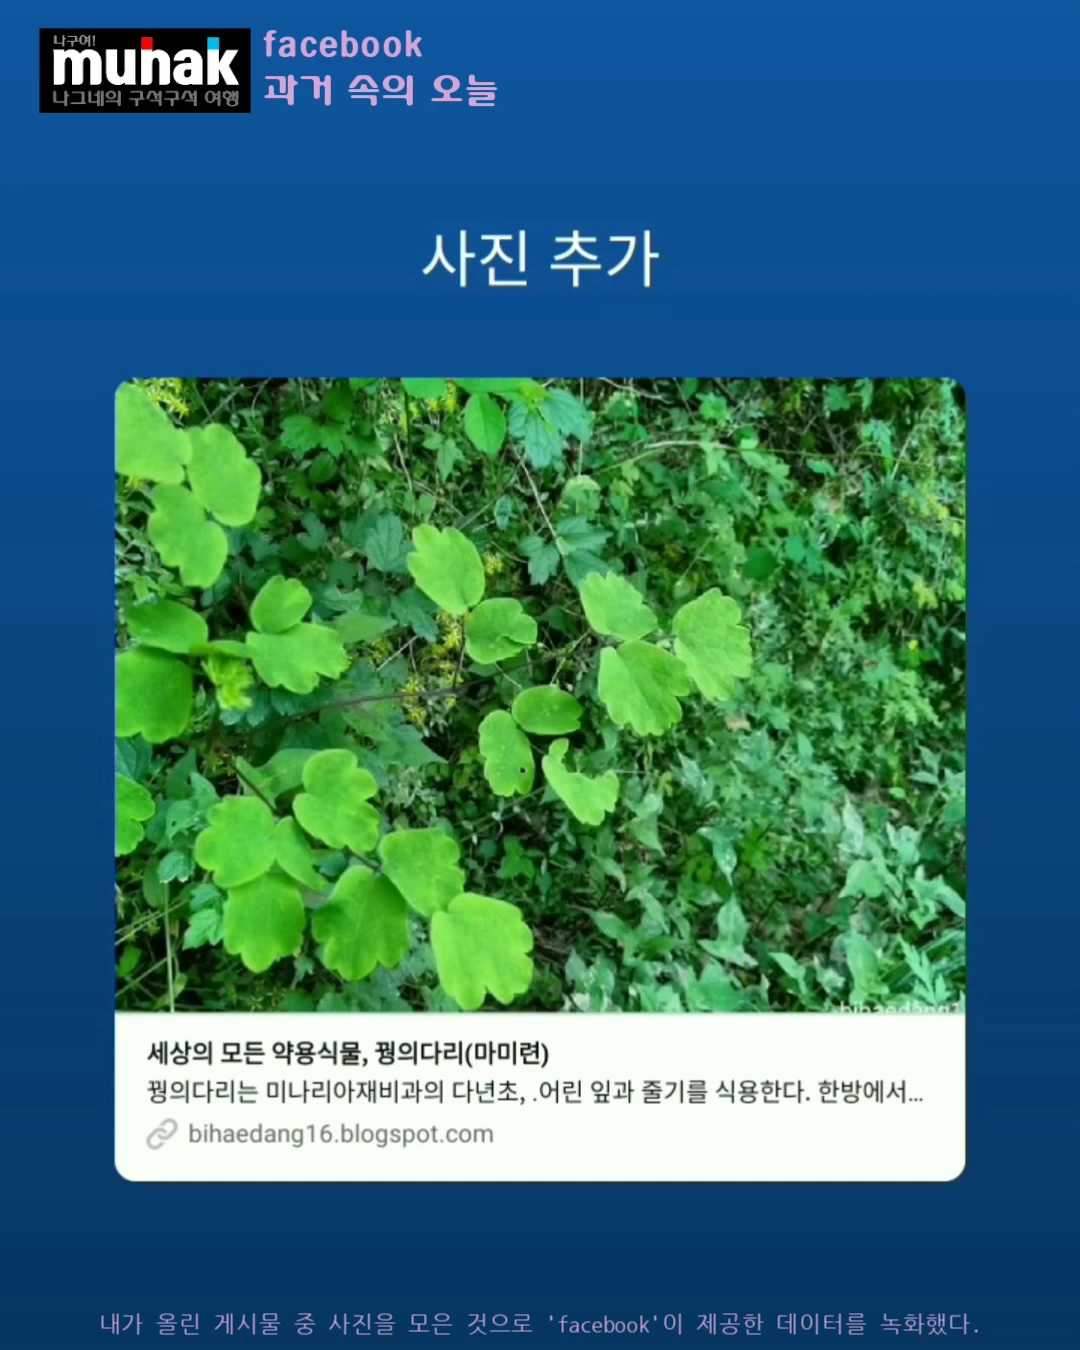 나구여!
munak
나그네의 구석구석 여행
facebook
과거 속의 오늘
사진 추가
bihaedang1
세상의 모든 약용식물, 꿩의다리(마미련)
꿩의다리는 미나리아재비과의 다년초, .어린 잎과 줄기를 식용한다. 한방에서...
bihaedang16.blogspot.com
내가 올린 게시물 중 사진을 모은 것으로 'facebook'이 제공한 데이터를 녹화했다.